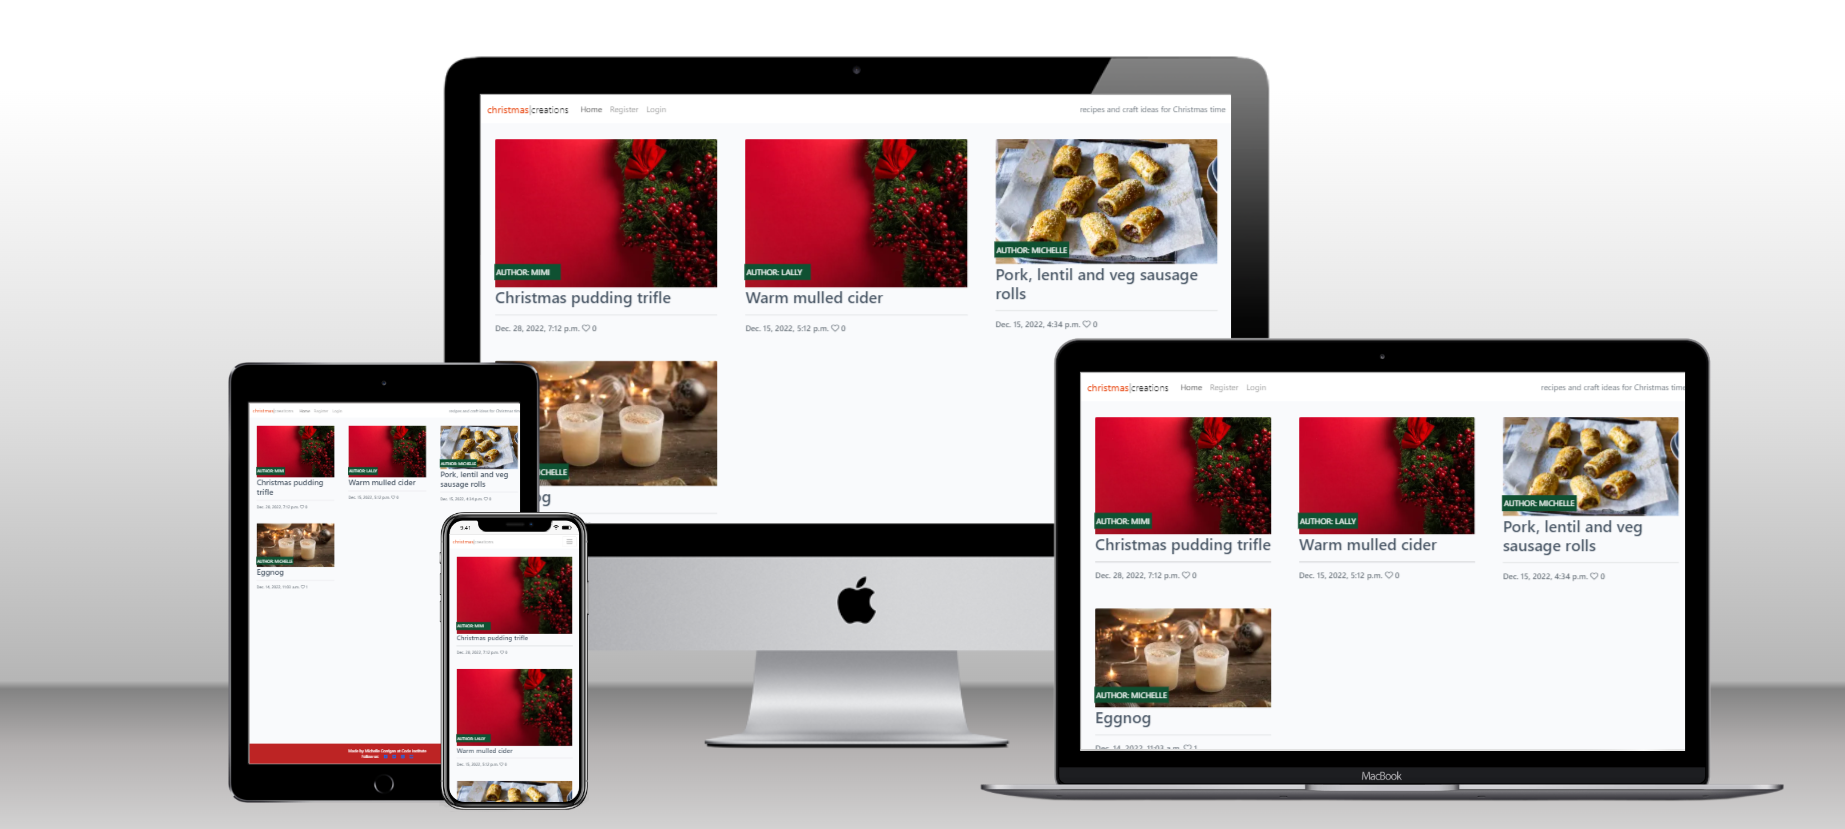 christmas|creations Home Register Login recipes and craft ideas for Christmas time
AUTHOR: MIMI
Christmas pudding trifle
Dec. 28, 2022, 7:12 p.m. 0
AUTHOR: LALLY
Warm mulled cider
Dec. 15, 2022, 5:12 p.m. 0
AUTHOR: MICHELLE
Pork, lentil and veg sausage
rolls
Dec. 15, 2022, 4:34 p.m. 0
CHELLE
og
christmas|creations Home Register Login recipes and craft ideas for Christmas time
AUTHOR: MIMI
Christmas pudding
trifle
Dec. 28, 2022, 7:12 p.m. 0
AUTHOR: LALLY
Warm mulled cider
Dec. 15, 2022, 5:12 p.m. 0
AUTHOR: MICHELLE
Pork, lentil and veg
sausage rolls
Dec. 15, 2022, 4:34 p.m. 0
AUTHOR: MICHELLE
Eggnog
Dec. 14, 2022, 11:03 a.m. 1
Made by Michelle at Code Institute
Follow us:
9:41
christmas|creations
AUTHOR: MIMI
Christmas pudding trifle
Dec. 28, 2022, 7:12 p.m. 0
AUTHOR: LALLY
Warm mulled cider
Dec. 15, 2022, 5:12 p.m. 0
christmas|creations Home Register Login recipes and craft ideas for Christmas time
AUTHOR: MIMI
Christmas pudding trifle
Dec. 28, 2022, 7:12 p.m. 0
AUTHOR: LALLY
Warm mulled cider
Dec. 15, 2022, 5:12 p.m. 0
AUTHOR: MICHELLE
Pork, lentil and veg
sausage rolls
Dec. 15, 2022, 4:34 p.m. 0
AUTHOR: MICHELLE
Eggnog
Dec. 14, 2022, 11:03 a.m. 1
MacBook